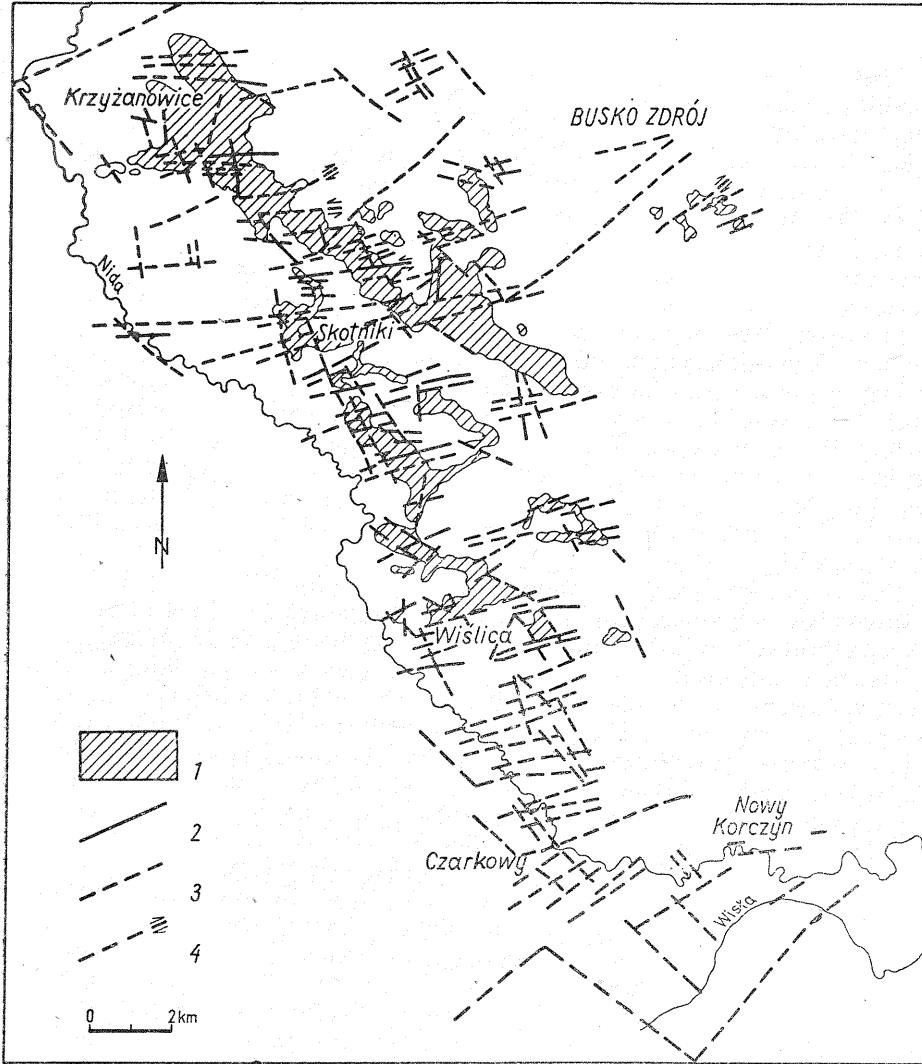 Krzyżanowice
BUSKO ZDRÓJ
Nida
Skotniki
N
Wiślica
1
2
3
4
Nowy
Korczyn
Czarkowy
Wisła
0 2km